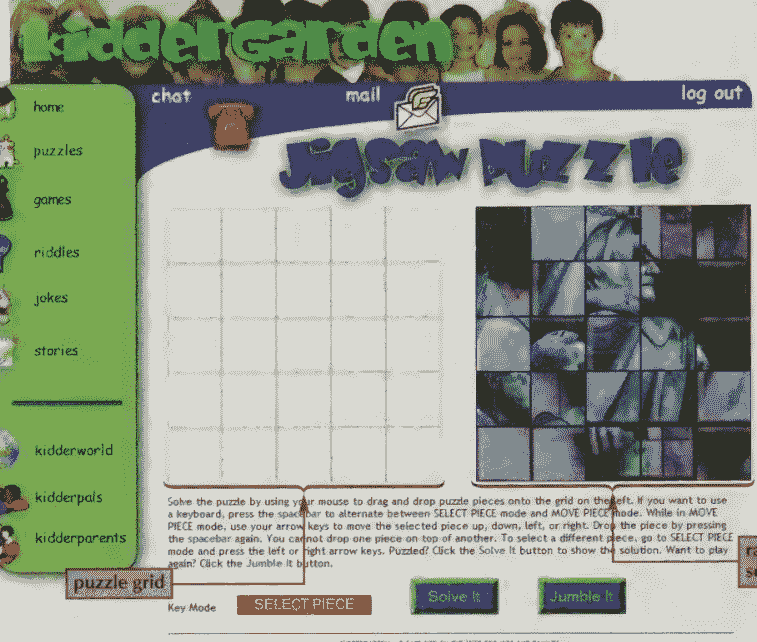 kiddergarden
chat mail log out
home
Jigsaw Puzzle
puzzles
games
riddles
jokes
stories
kidderworld
kidderpals
kidderparents
Solve the puzzle by using your mouse to drag and drop puzzle pieces onto the grid on the left. If you want to use
a keyboard, press the spacebar to alternate between SELECT PIECE mode and MOVE PIECE mode. While in MOVE
PIECE mode, use your arrow keys to move the selected piece up, down, left, or right. Drop the piece by pressing
the spacebar again. You cannot drop one piece on top of another. To select a different piece, go to SELECT PIECE
mode and press the left or right arrow keys. Puzzled? Click the Solve It button to show the solution. Want to play
again? Click the Jumble It button.
puzzle grid
Key Mode SELECT PIECE Solve It Jumble It